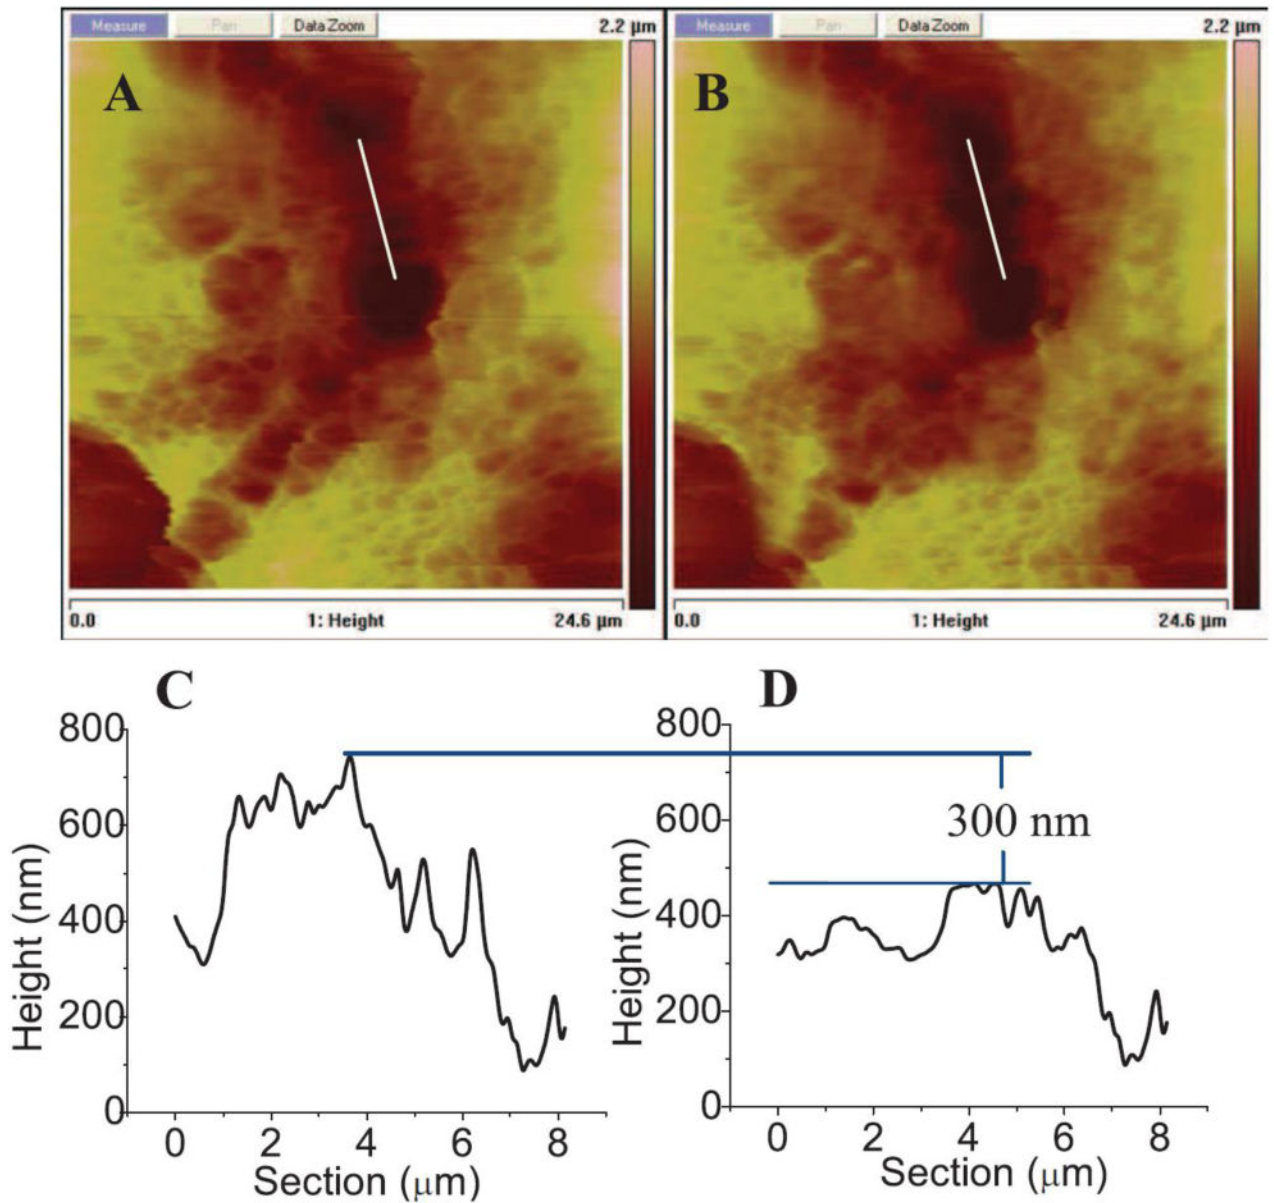 Measure Pan Data Zoom 2.2 µm
A
0.0 1: Height 24.6 µm
Measure Pan Data Zoom 2.2 µm
B
0.0 1: Height 24.6 µm
C
800
600
400
200
0
Height (nm)
0 2 4 6 8
Section (µm)
D
800
600
400
200
0
Height (nm)
300 nm
0 2 4 6 8
Section (µm)